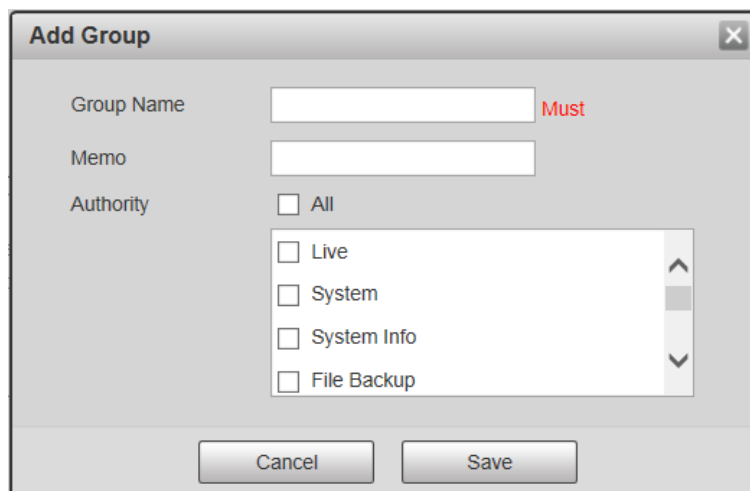 Add Group
Group Name
Must
Memo
Authority
All
Live
System
System Info
File Backup
Cancel
Save